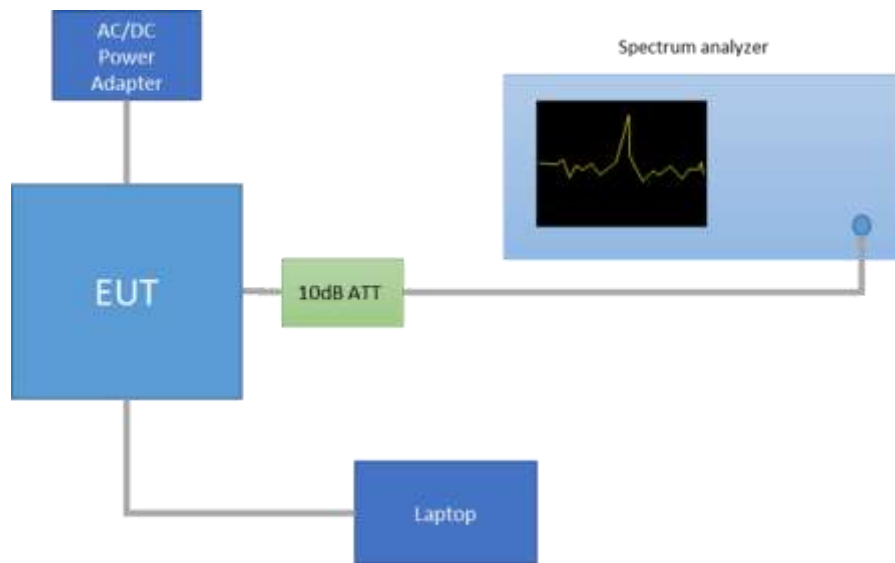 AC/DC
Power
Adapter
Spectrum analyzer
EUT
10dB ATT
Laptop